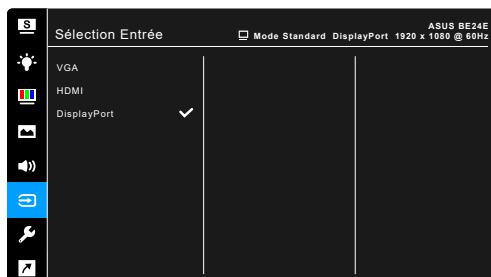 S
Sélection Entrée
ASUS BE24E
Mode Standard DisplayPort 1920 x 1080 @ 60Hz
VGA
HDMI
DisplayPort